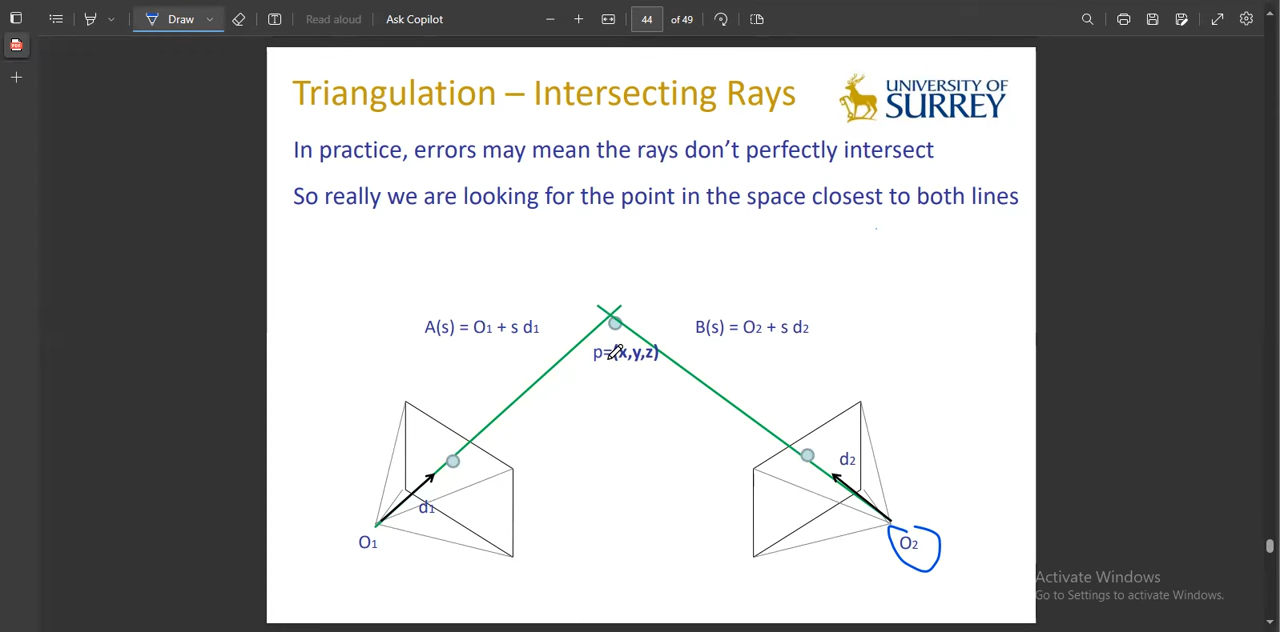 Draw
Read aloud
Ask Copilot
44
of 49
Triangulation – Intersecting Rays
UNIVERSITY OF
SURREY
In practice, errors may mean the rays don't perfectly intersect
So really we are looking for the point in the space closest to both lines
A(s) = O1 + s d1
B(s) = O2 + s d2
p=(x,y,z)
d2
d1
O1
O2
Activate Windows
Go to Settings to activate Windows.